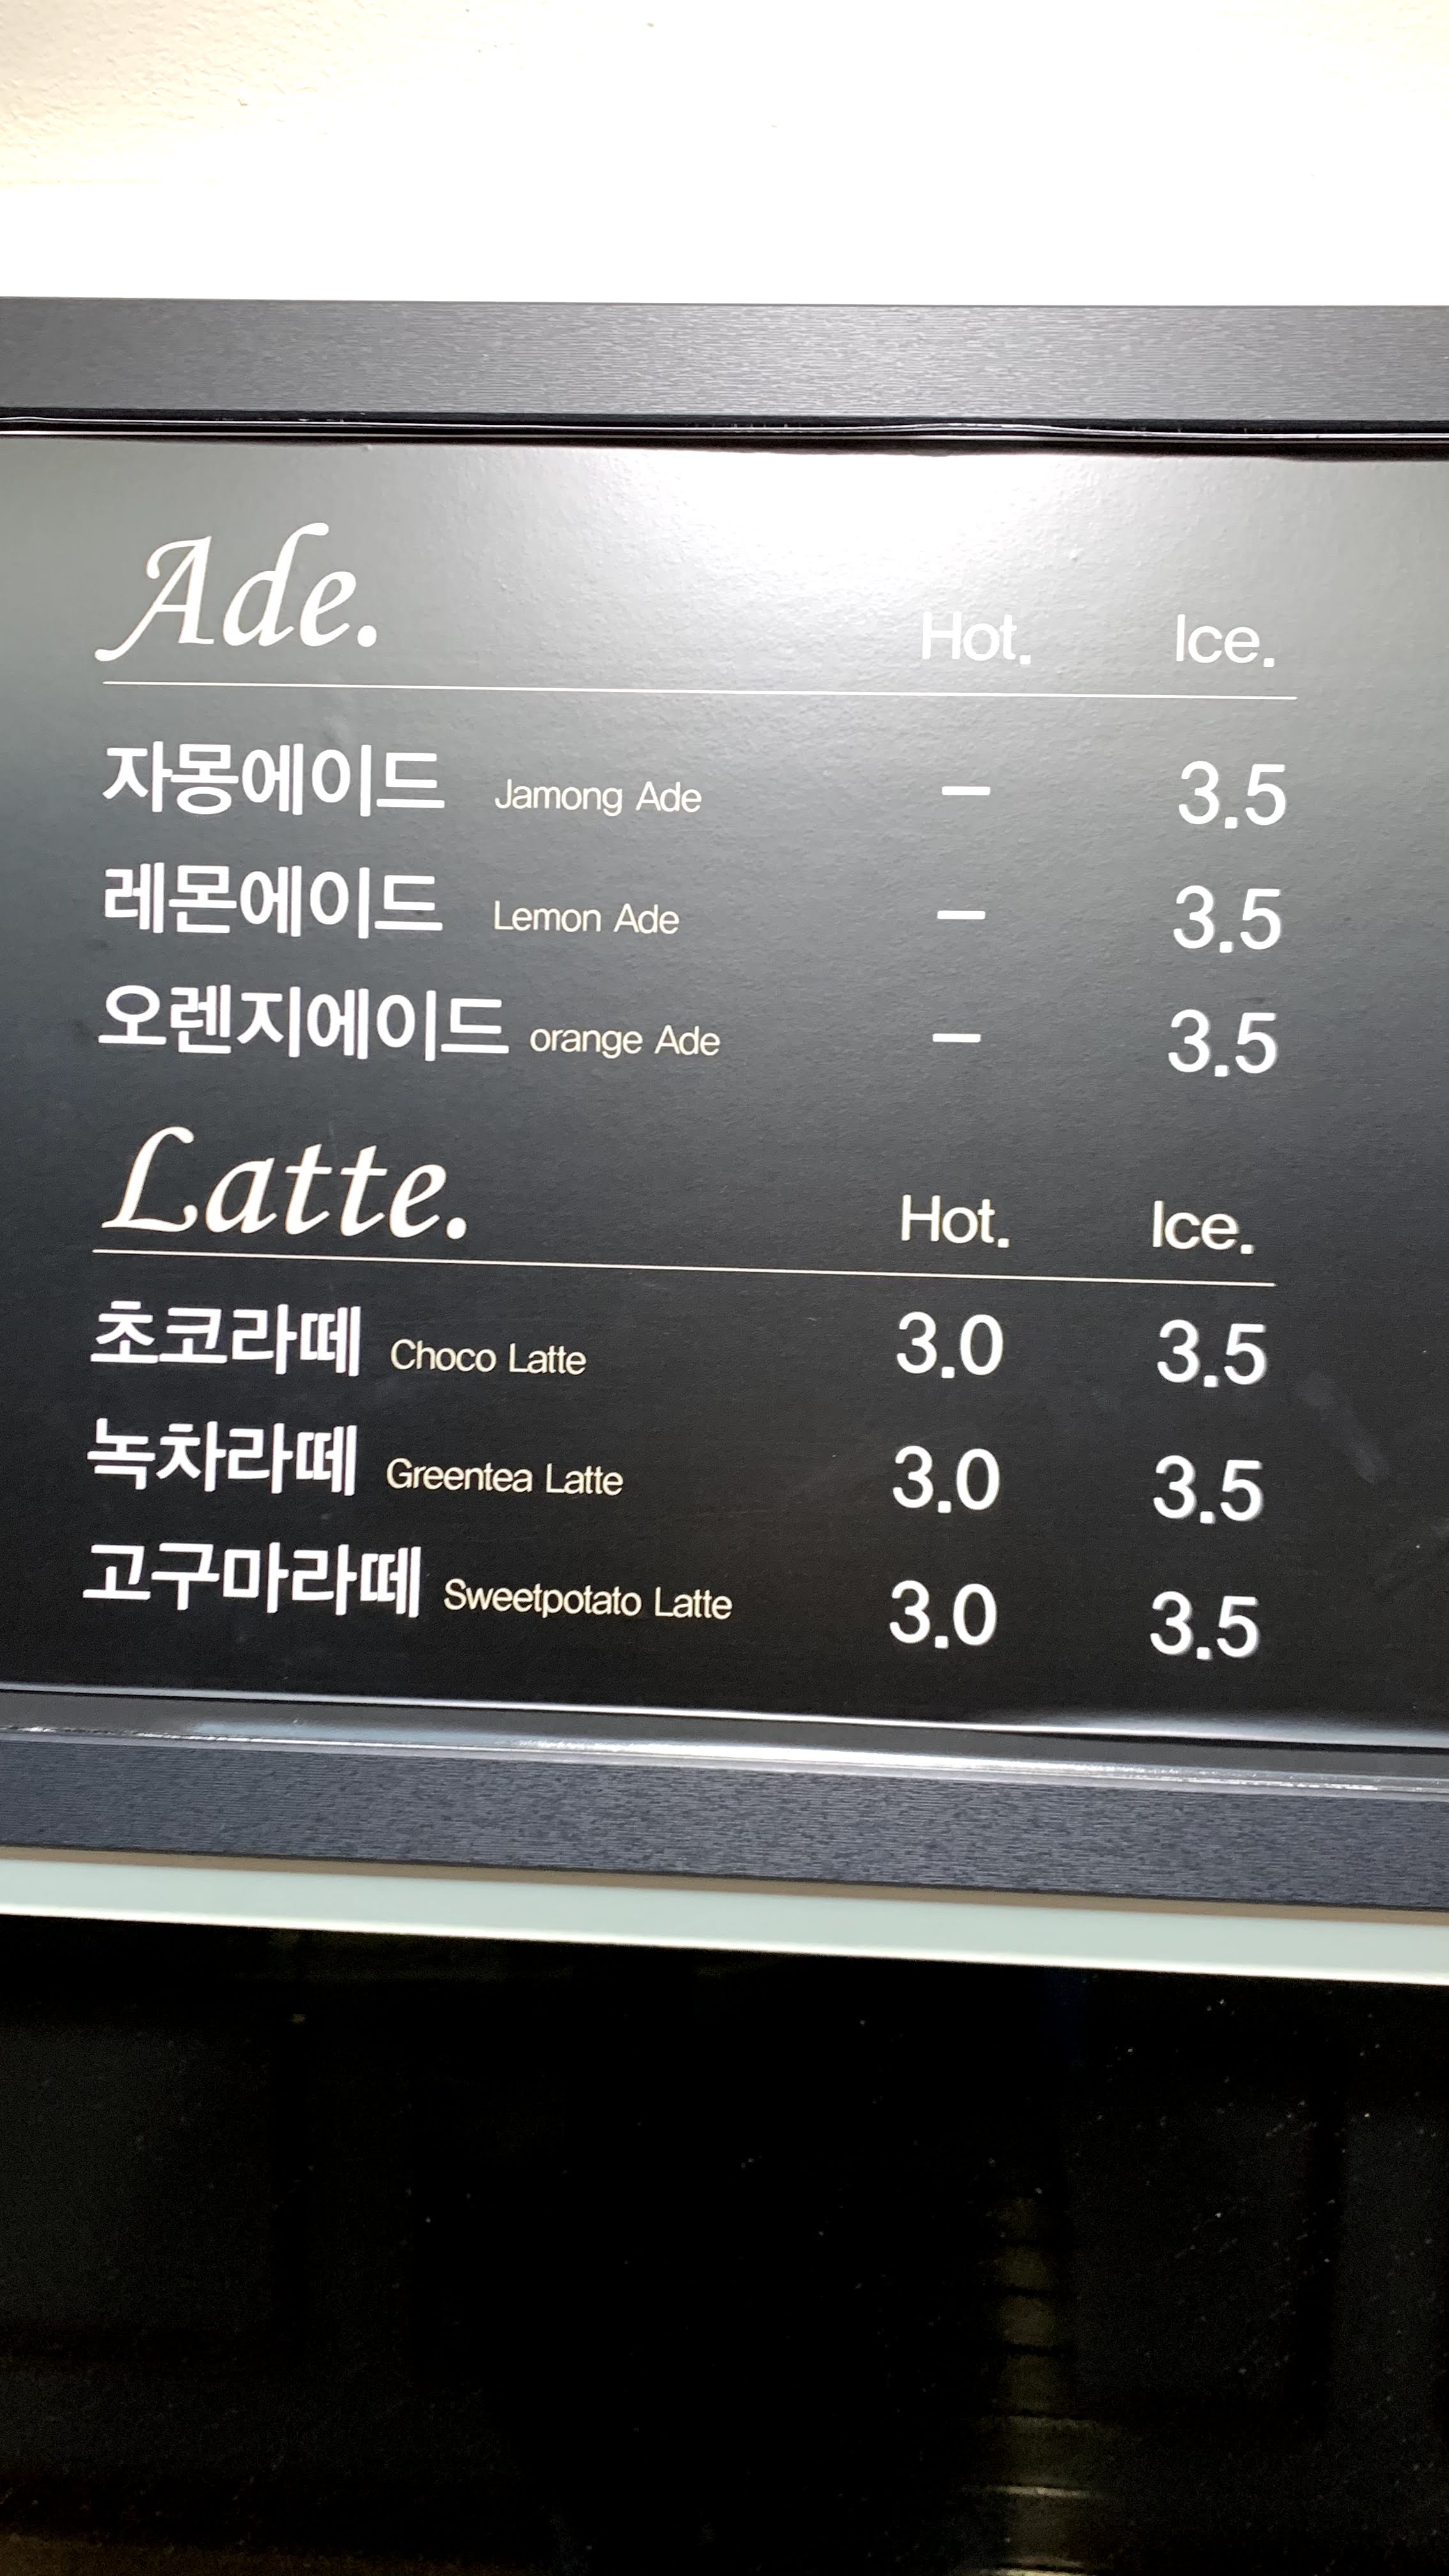 Ade. Hot. Ice.
자몽에이드 Jamong Ade – 3.5
레몬에이드 Lemon Ade – 3.5
오렌지에이드 orange Ade – 3.5
Latte. Hot. Ice.
초코라떼 Choco Latte 3.0 3.5
녹차라떼 Greentea Latte 3.0 3.5
고구마라떼 Sweetpotato Latte 3.0 3.5